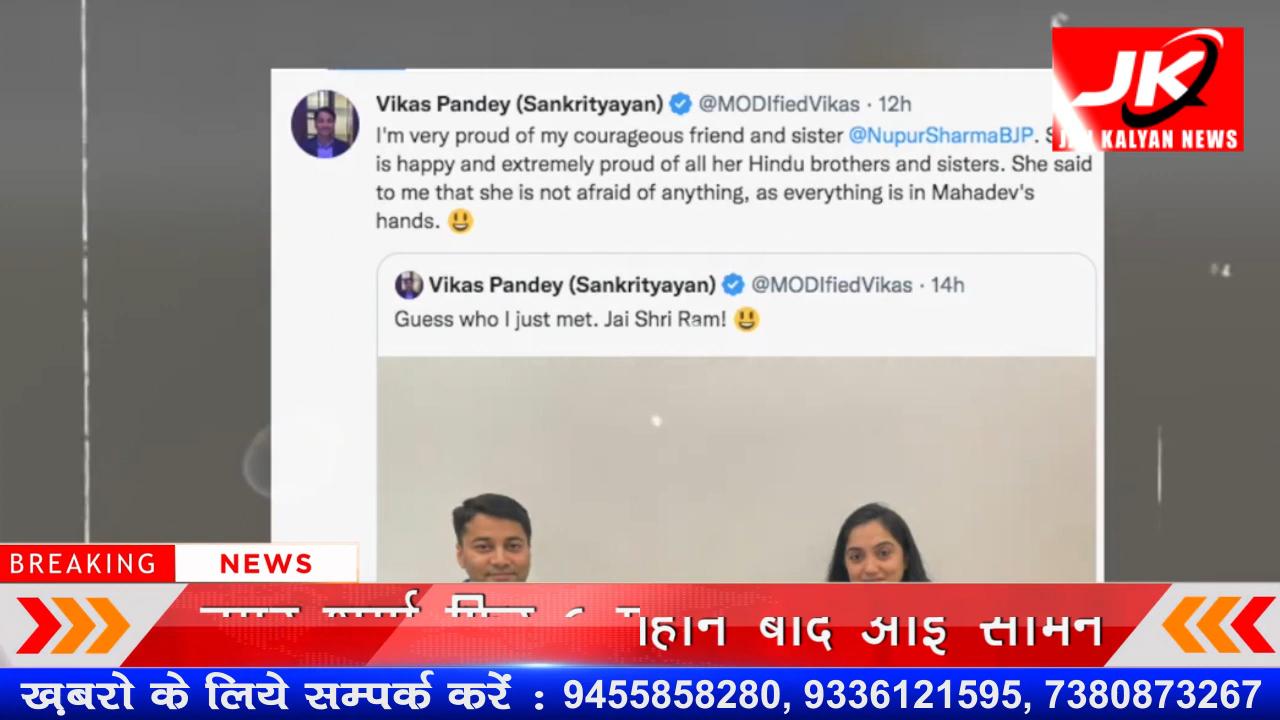 JK
KALYAN NEWS
Vikas Pandey (Sankrityayan) @MODIfiedVikas · 12h
I'm very proud of my courageous friend and sister @NupurSharmaBJP.
is happy and extremely proud of all her Hindu brothers and sisters. She said
to me that she is not afraid of anything, as everything is in Mahadev's
hands. 😃
Vikas Pandey (Sankrityayan) @MODIfiedVikas · 14h
Guess who I just met. Jai Shri Ram! 😃
BREAKING NEWS
बाद
ख़बरो के लिये सम्पर्क करें : 9455858280, 9336121595, 7380873267